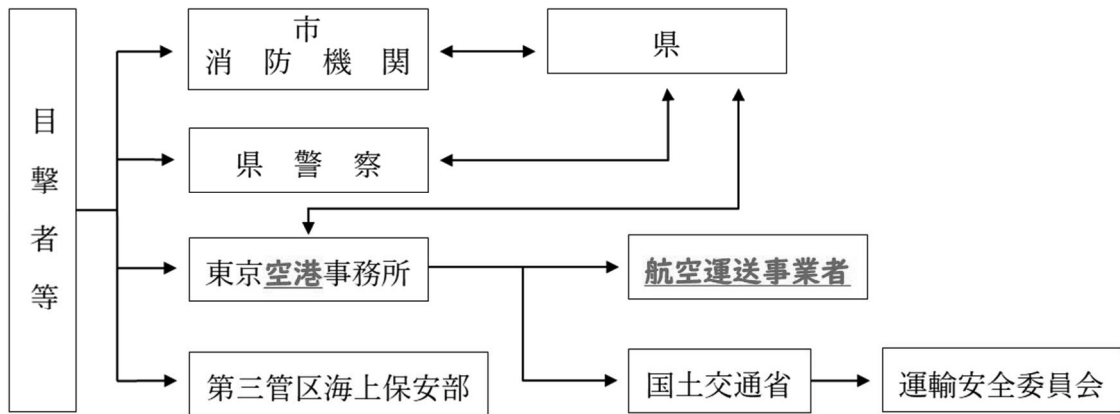 目撃者等
市
消防機関
県
県警察
東京空港事務所
航空運送事業者
第三管区海上保安部
国土交通省
運輸安全委員会